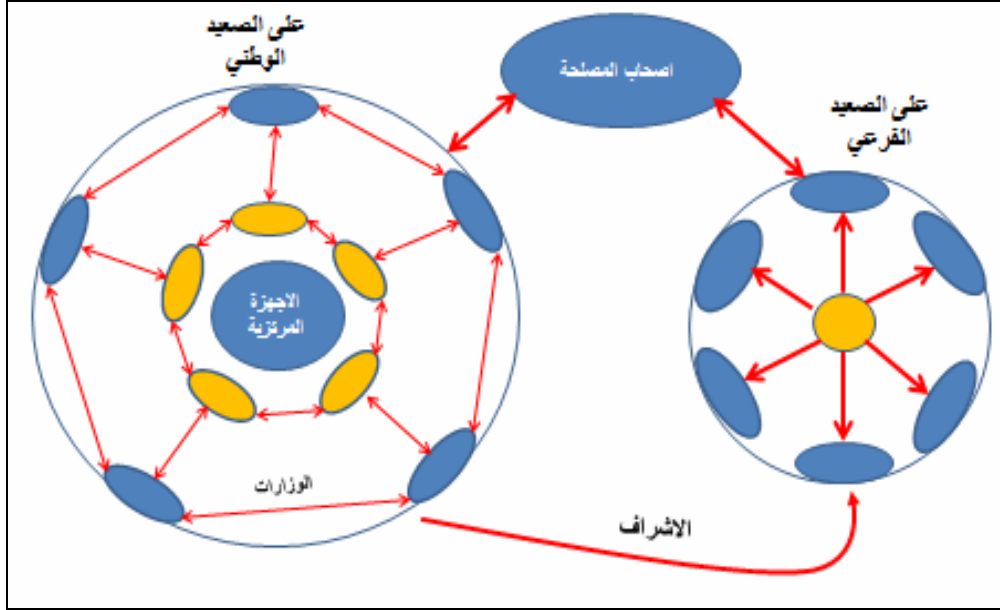 على الصعيد
الوطني
اصحاب المصلحة
على الصعيد
الفرعي
الاجهزة
المركزية
الوزارات
الاشراف